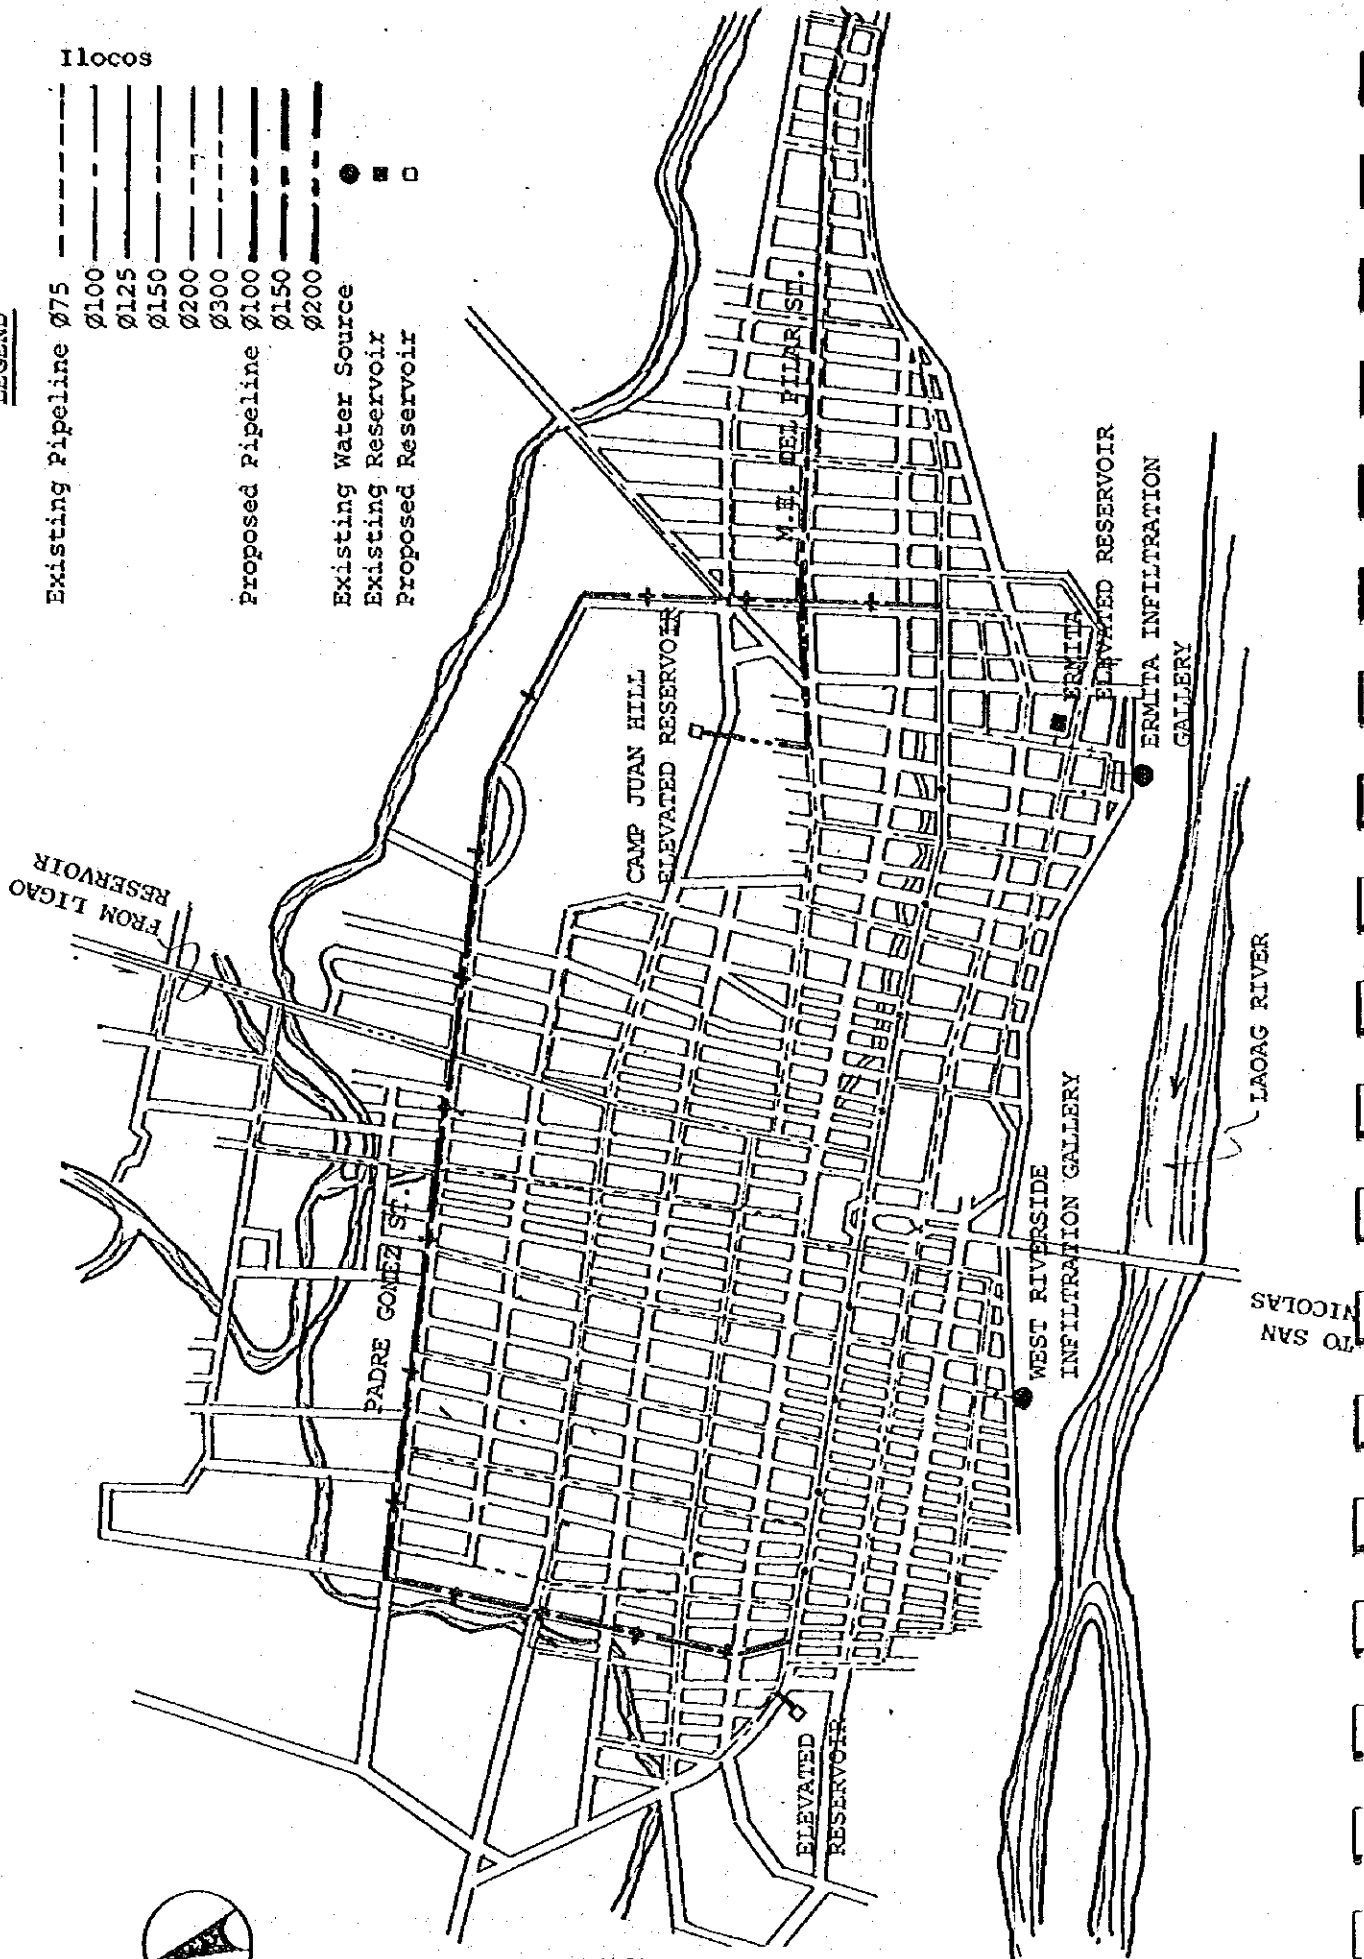 LEGEND
Ilocos
Existing Pipeline Ø75
Ø100
Ø125
Ø150
Ø200
Ø300
Proposed Pipeline Ø100
Ø150
Ø200
Existing Water Source
Existing Reservoir
Proposed Reservoir
FROM LIGAO
RESERVOIR
CAMP JUAN HILL
ELEVATED RESERVOIR
M.H. DEL PILAR ST.
PADRE GOMEZ ST.
ERMITA
ELEVATED RESERVOIR
ERMITA INFILTRATION
GALLERY
WEST RIVERSIDE
INFILTRATION GALLERY
LAOAG RIVER
TO SAN
NICOLAS
ELEVATED
RESERVOIR